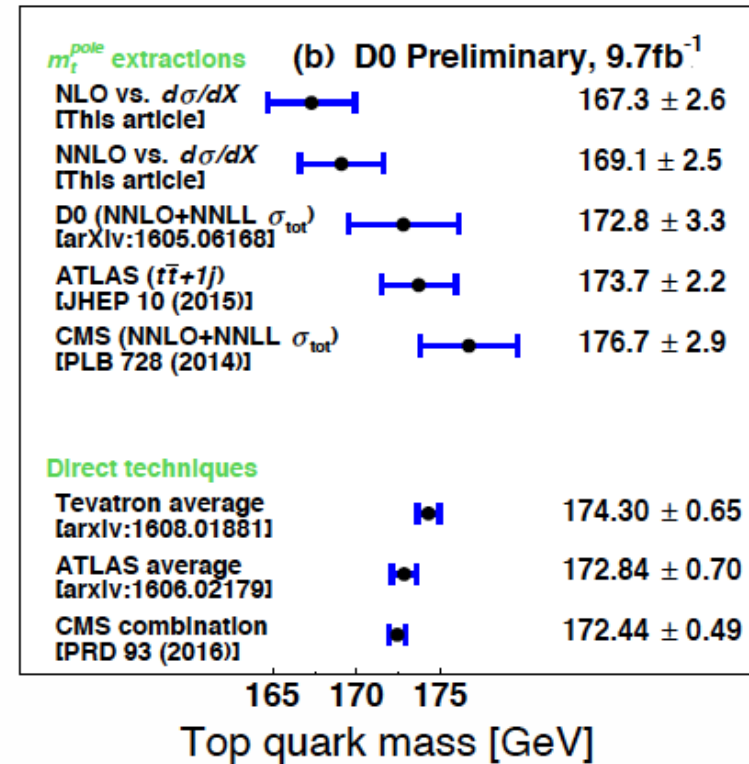 m_t^pole extractions (b) D0 Preliminary, 9.7fb^-1
NLO vs. dσ/dX 167.3 ± 2.6
[This article]
NNLO vs. dσ/dX 169.1 ± 2.5
[This article]
D0 (NNLO+NNLL σ_tot) 172.8 ± 3.3
[arXiv:1605.06168]
ATLAS (tt̄+1j) 173.7 ± 2.2
[JHEP 10 (2015)]
CMS (NNLO+NNLL σ_tot) 176.7 ± 2.9
[PLB 728 (2014)]
Direct techniques
Tevatron average 174.30 ± 0.65
[arxiv:1608.01881]
ATLAS average 172.84 ± 0.70
[arxiv:1606.02179]
CMS combination 172.44 ± 0.49
[PRD 93 (2016)]
165 170 175
Top quark mass [GeV]